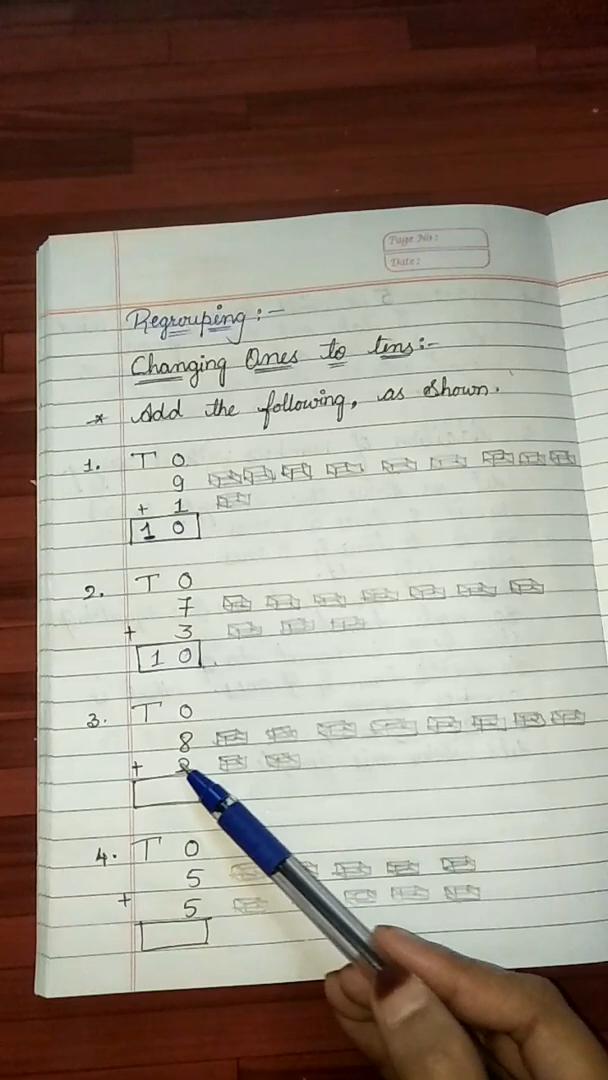 Page No:
Date:
Regrouping:-
Changing Ones to tens:-
* Add the following, as shown.
1. T O
9
+ 1
1 0
2. T O
7
+ 3
1 0
3. T O
8
+
4. T O
5
+ 5